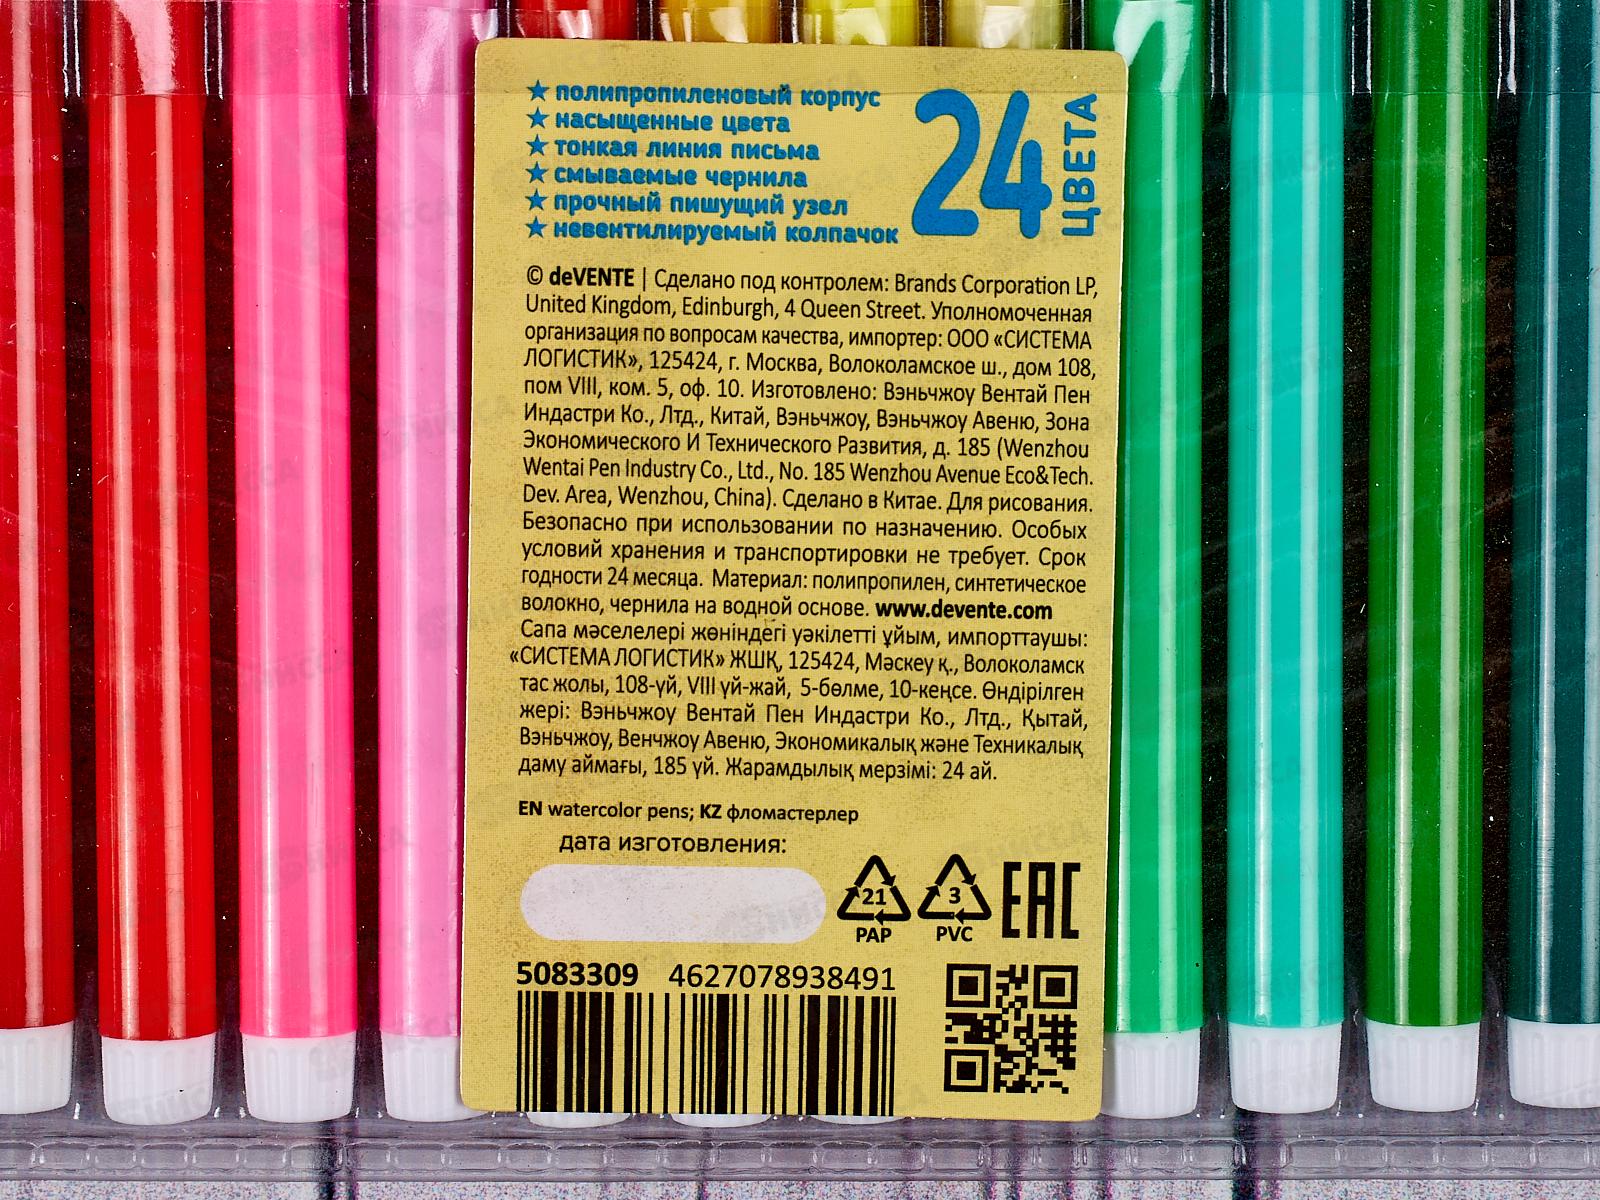 ★ полипропиленовый корпус
★ насыщенные цвета
★ тонкая линия письма
★ смываемые чернила
★ прочный пишущий узел
★ невентилируемый колпачок
24
ЦВЕТА
© deVENTE | Сделано под контролем: Brands Corporation LP,
United Kingdom, Edinburgh, 4 Queen Street. Уполномоченная
организация по вопросам качества, импортер: ООО «СИСТЕМА
ЛОГИСТИК», 125424, г. Москва, Волоколамское ш., дом 108,
пом VIII, ком. 5, оф. 10. Изготовлено: Вэньчжоу Вентай Пен
Индастри Ко., Лтд., Китай, Вэньчжоу, Вэньчжоу Авеню, Зона
Экономического И Технического Развития, д. 185 (Wenzhou
Wentai Pen Industry Co., Ltd., No. 185 Wenzhou Avenue Eco&Tech.
Dev. Area, Wenzhou, China). Сделано в Китае. Для рисования.
Безопасно при использовании по назначению. Особых
условий хранения и транспортировки не требует. Срок
годности 24 месяца. Материал: полипропилен, синтетическое
волокно, чернила на водной основе. www.devente.com
Сапа мәселелері жөніндегі уәкілетті ұйым, импорттаушы:
«СИСТЕМА ЛОГИСТИК» ЖШҚ, 125424, Мәскеу қ., Волоколамск
тас жолы, 108-үй, VIII үй-жай, 5-бөлме, 10-кеңсе. Өндірілген
жері: Вэньчжоу Вентай Пен Индастри Ко., Лтд., Қытай,
Вэньчжоу, Венчжоу Авеню, Экономикалық және Техникалық
даму аймағы, 185 үй. Жарамдылық мерзімі: 24 ай.
EN watercolor pens; KZ фломастерлер
дата изготовления:
21
PAP
3
PVC
EAC
5083309 4627078938491